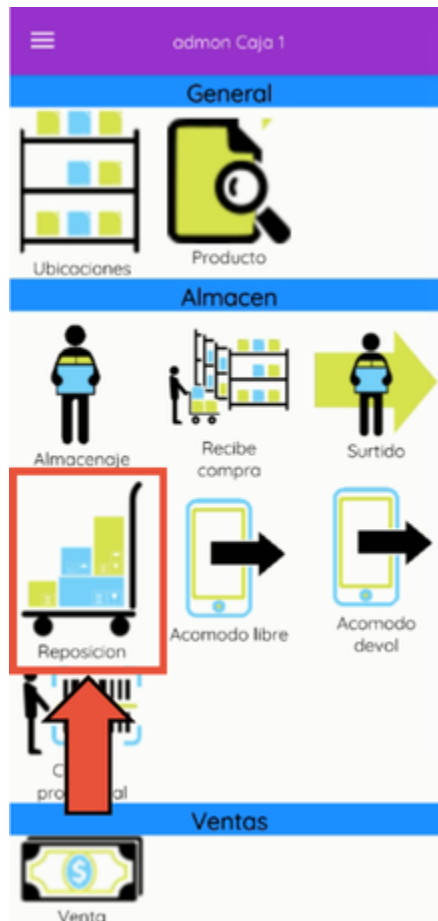 admon Caja 1
General
Ubicaciones
Producto
Almacen
Almacenaje
Recibe
compra
Surtido
Reposicion
Acomodo libre
Acomodo
devol
Ventas
Venta